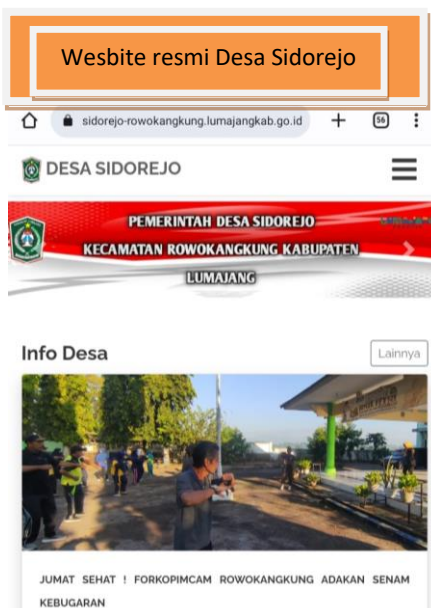 Wesbite resmi Desa Sidorejo
sidorejo-rowokangkung.lumajangkab.go.id
56
DESA SIDOREJO
PEMERINTAH DESA SIDOREJO
KECAMATAN ROWOKANGKUNG KABUPATEN
LUMAJANG
Info Desa
Lainnya
JUMAT SEHAT ! FORKOPIMCAM ROWOKANGKUNG ADAKAN SENAM
KEBUGARAN